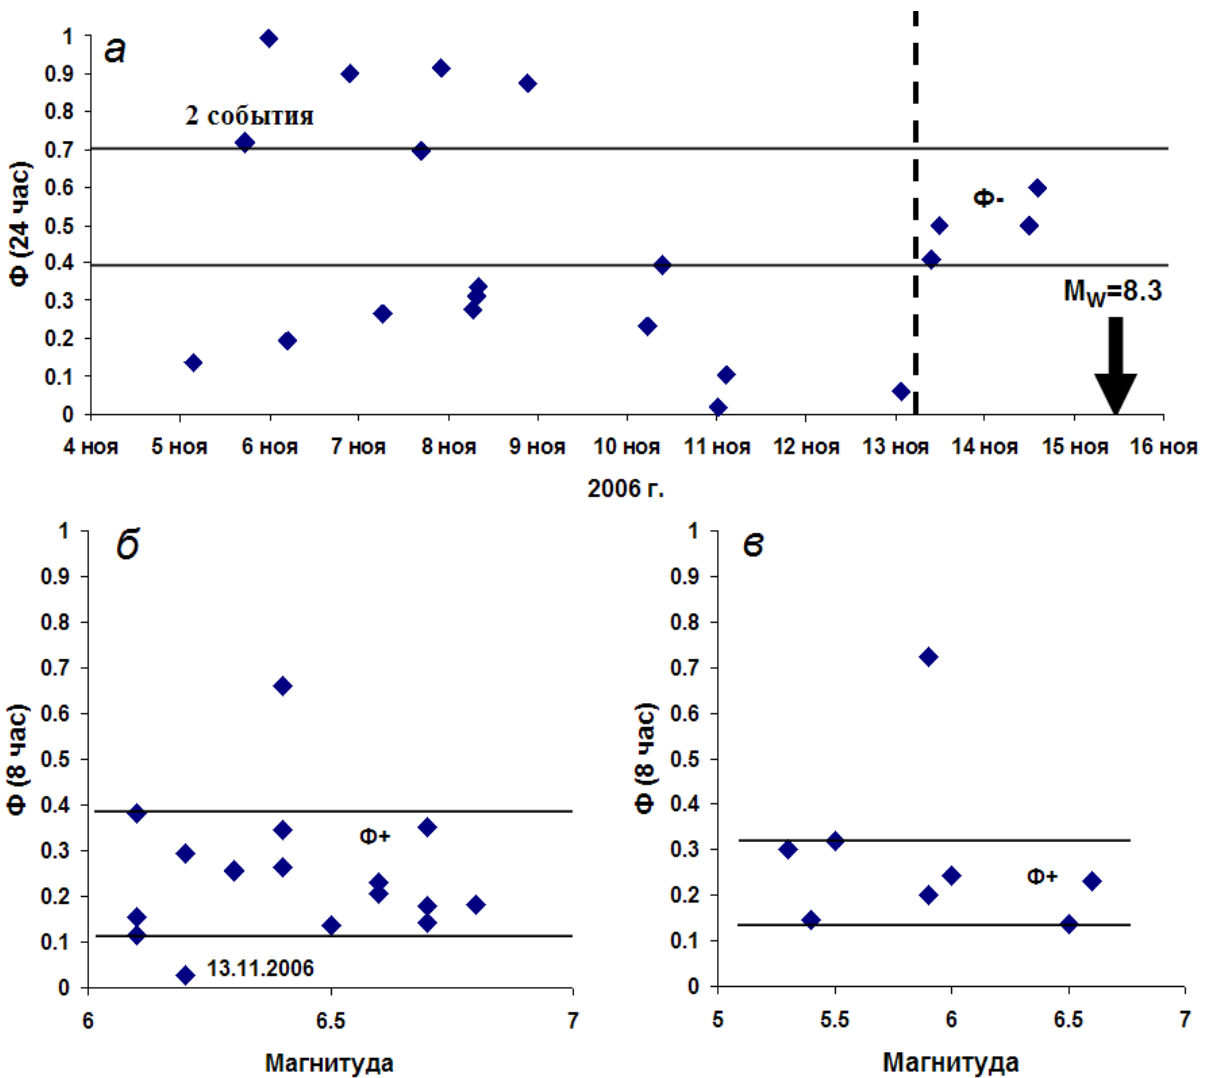 а
Ф (24 час)
1
0.9
0.8
0.7
0.6
0.5
0.4
0.3
0.2
0.1
0
2 события
Ф-
Mw=8.3
4 ноя 5 ноя 6 ноя 7 ноя 8 ноя 9 ноя 10 ноя 11 ноя 12 ноя 13 ноя 14 ноя 15 ноя 16 ноя
2006 г.
б
Ф (8 час)
1
0.9
0.8
0.7
0.6
0.5
0.4
0.3
0.2
0.1
0
Ф+
13.11.2006
6 6.5 7
Магнитуда
в
Ф (8 час)
1
0.9
0.8
0.7
0.6
0.5
0.4
0.3
0.2
0.1
0
Ф+
5 5.5 6 6.5 7
Магнитуда